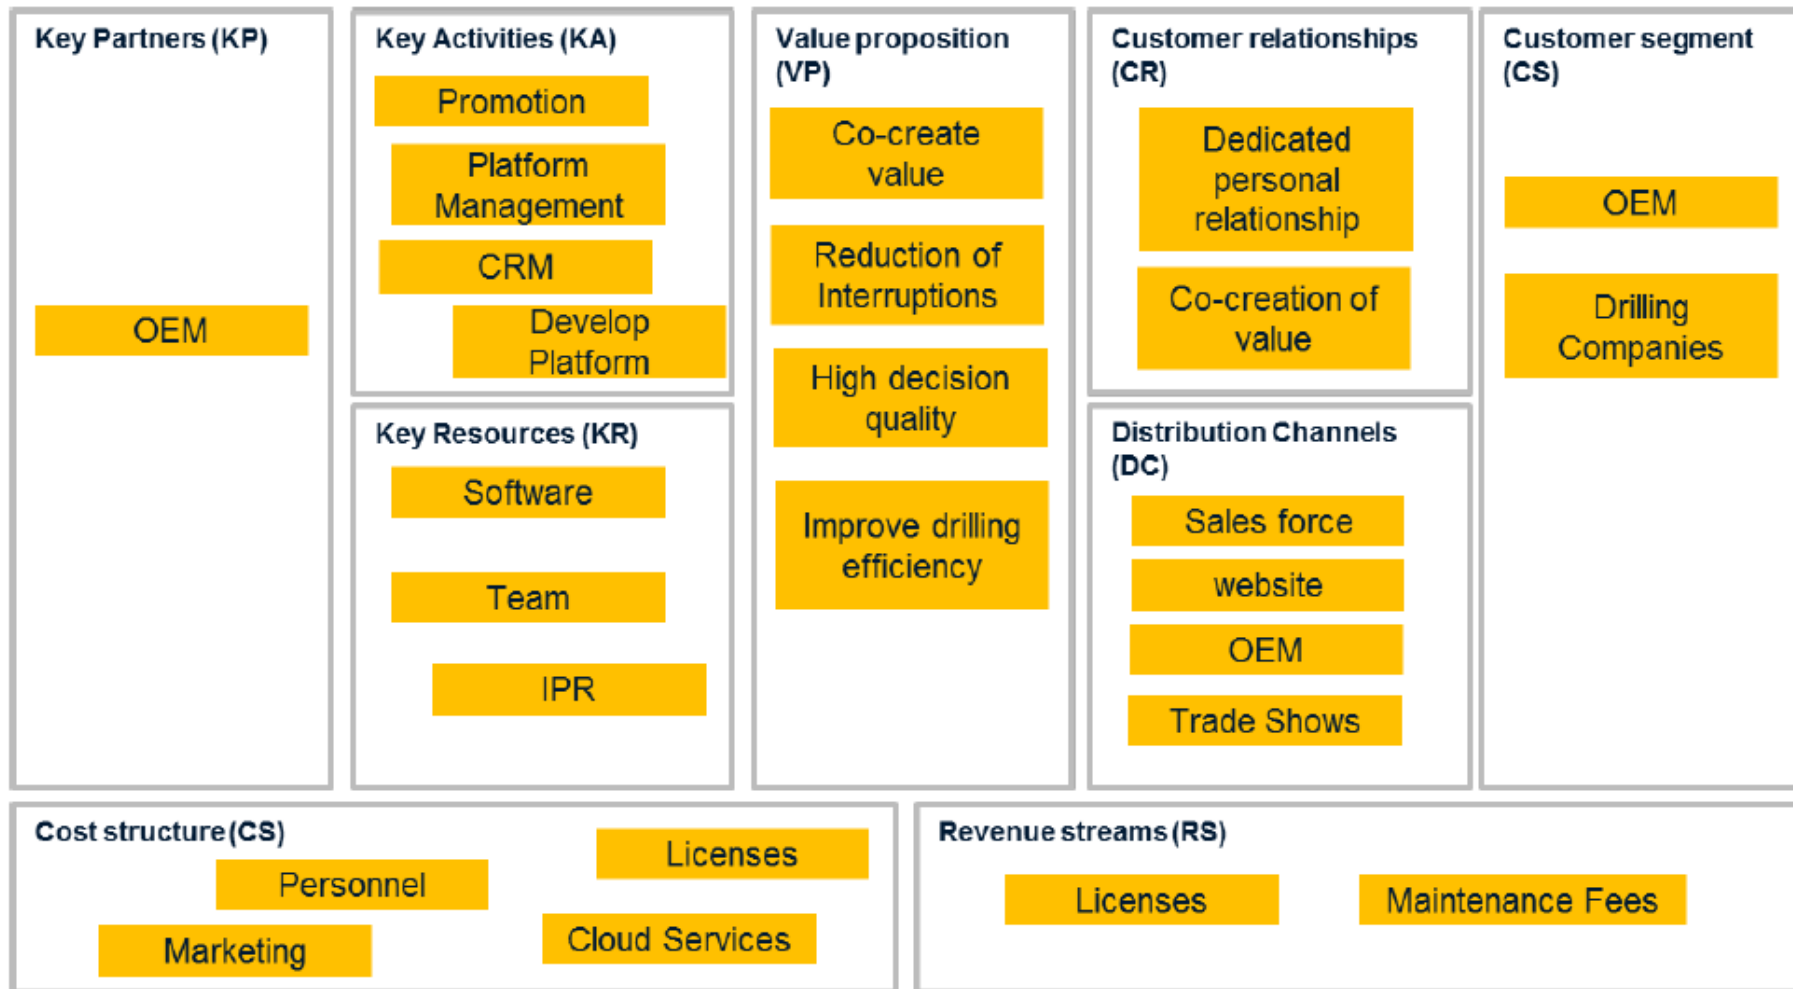 Key Partners (KP)
OEM
Key Activities (KA)
Promotion
Platform
Management
CRM
Develop
Platform
Key Resources (KR)
Software
Team
IPR
Value proposition
(VP)
Co-create
value
Reduction of
Interruptions
High decision
quality
Improve drilling
efficiency
Customer relationships
(CR)
Dedicated
personal
relationship
Co-creation of
value
Distribution Channels
(DC)
Sales force
website
OEM
Trade Shows
Customer segment
(CS)
OEM
Drilling
Companies
Cost structure (CS)
Licenses
Personnel
Cloud Services
Marketing
Revenue streams (RS)
Licenses
Maintenance Fees